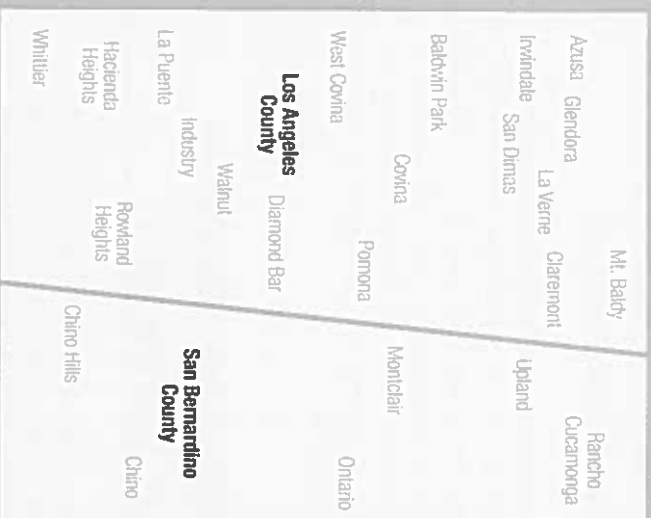 Mt. Baldy
Azusa
Glendora
La Verne
Claremont
Rancho
Cucamonga
Irwindale
San Dimas
Upland
Baldwin Park
Covina
Pomona
Montclair
Ontario
West Covina
Los Angeles
County
Diamond Bar
Walnut
San Bernardino
County
La Puente
Industry
Chino
Hacienda
Heights
Rowland
Heights
Chino Hills
Whittier